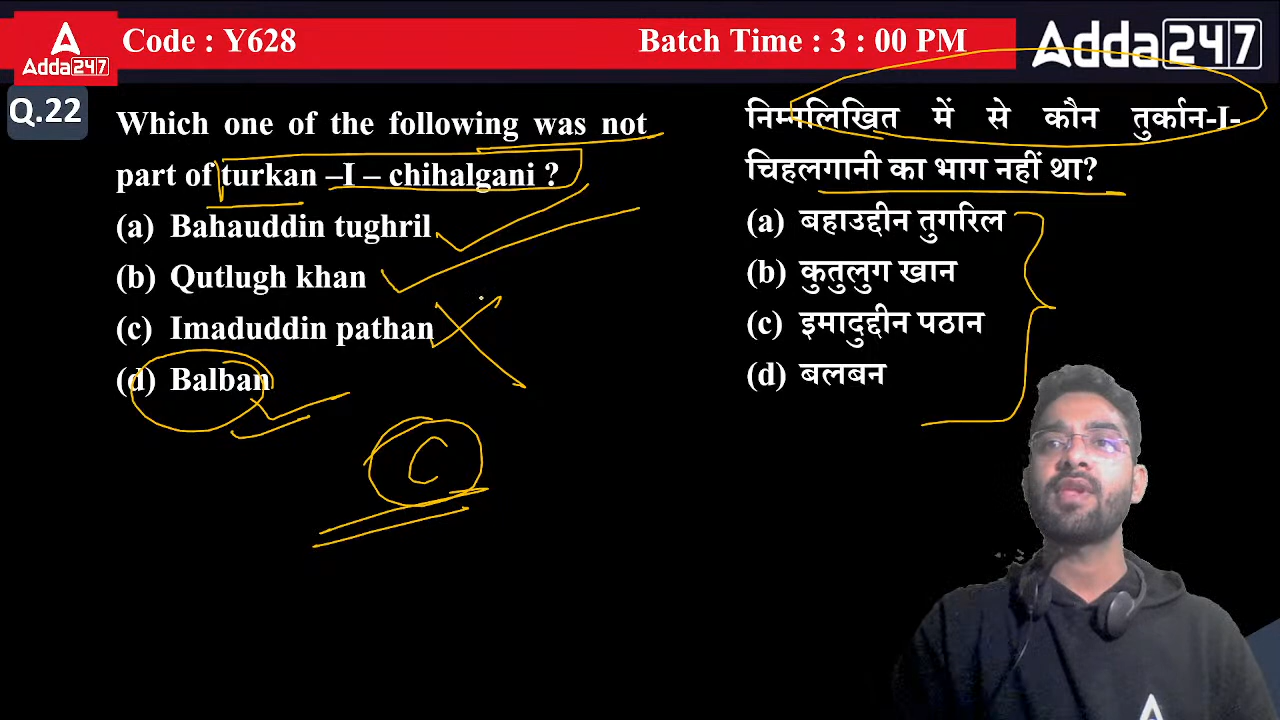 Code : Y628
Batch Time : 3 : 00 PM
Adda247
Adda247
Q.22
Which one of the following was not
part of turkan –I – chihalgani ?
(a) Bahauddin tughril
(b) Qutlugh khan
(c) Imaduddin pathan
(d) Balban
C
निम्नलिखित में से कौन तुर्कान-I-
चिहलगानी का भाग नहीं था?
(a) बहाउद्दीन तुगरिल
(b) कुतुलुग खान
(c) इमादुद्दीन पठान
(d) बलबन